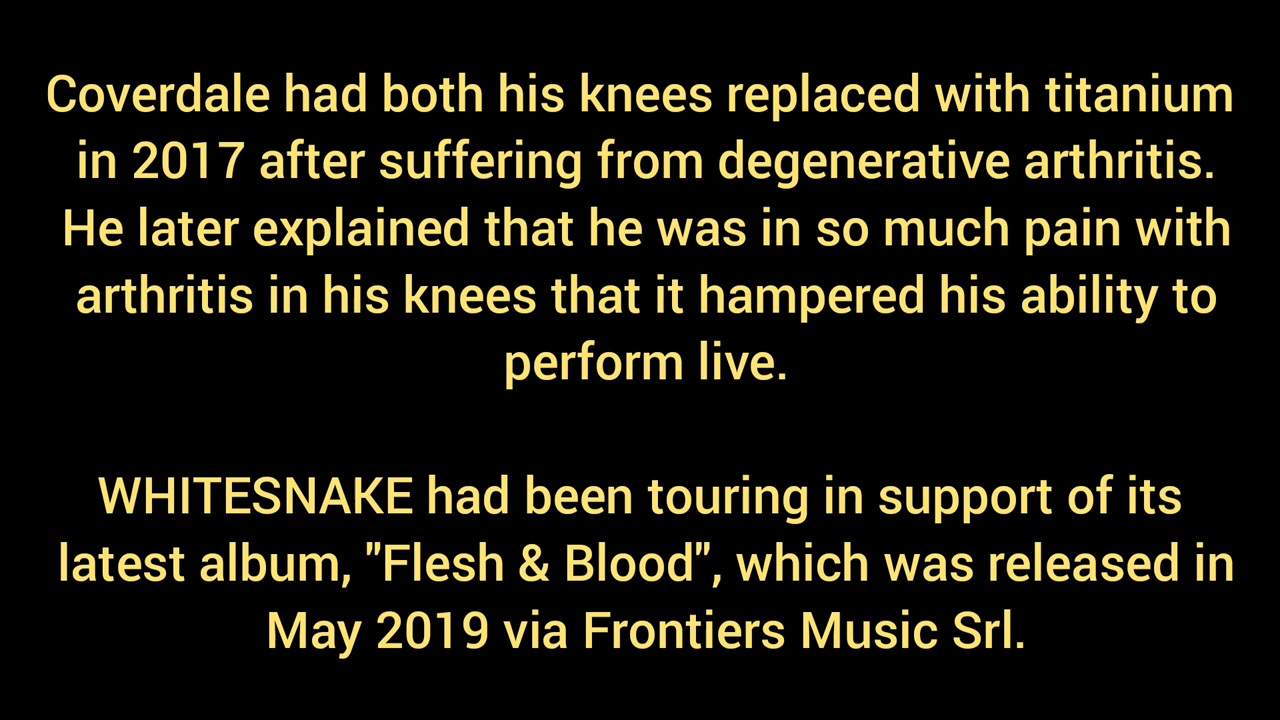 Coverdale had both his knees replaced with titanium
in 2017 after suffering from degenerative arthritis.
He later explained that he was in so much pain with
arthritis in his knees that it hampered his ability to
perform live.
WHITESNAKE had been touring in support of its
latest album, "Flesh & Blood", which was released in
May 2019 via Frontiers Music Srl.